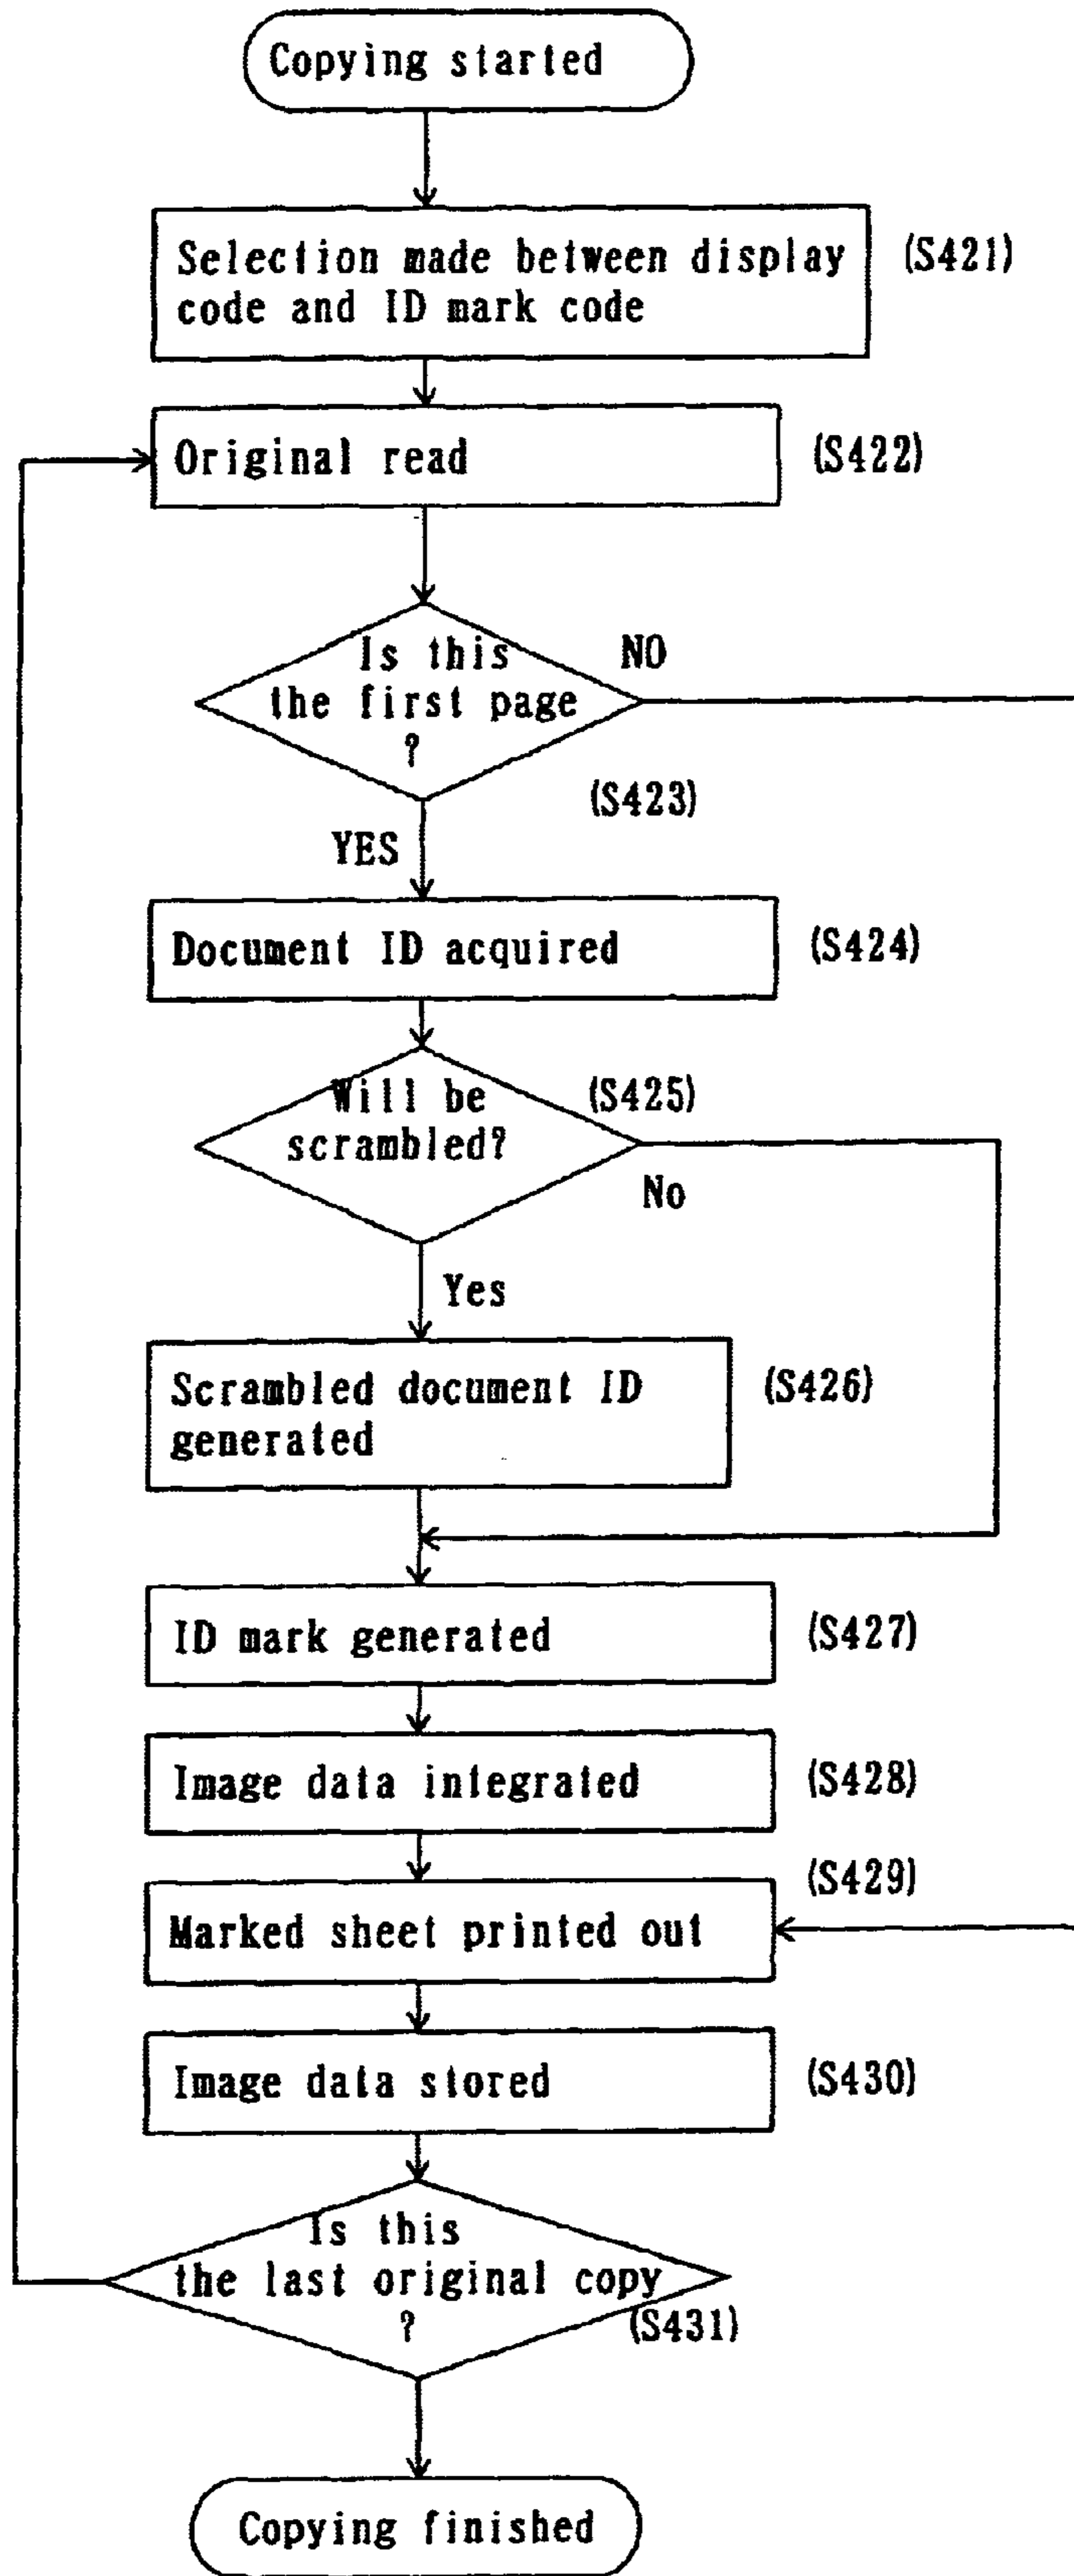 Copying started
Selection made between display
code and ID mark code
(S421)
Original read
(S422)
Is this
the first page
?
NO
(S423)
YES
Document ID acquired
(S424)
Will be
scrambled?
(S425)
No
Yes
Scrambled document ID
generated
(S426)
ID mark generated
(S427)
Image data integrated
(S428)
(S429)
Marked sheet printed out
Image data stored
(S430)
Is this
the last original copy
?
(S431)
Copying finished